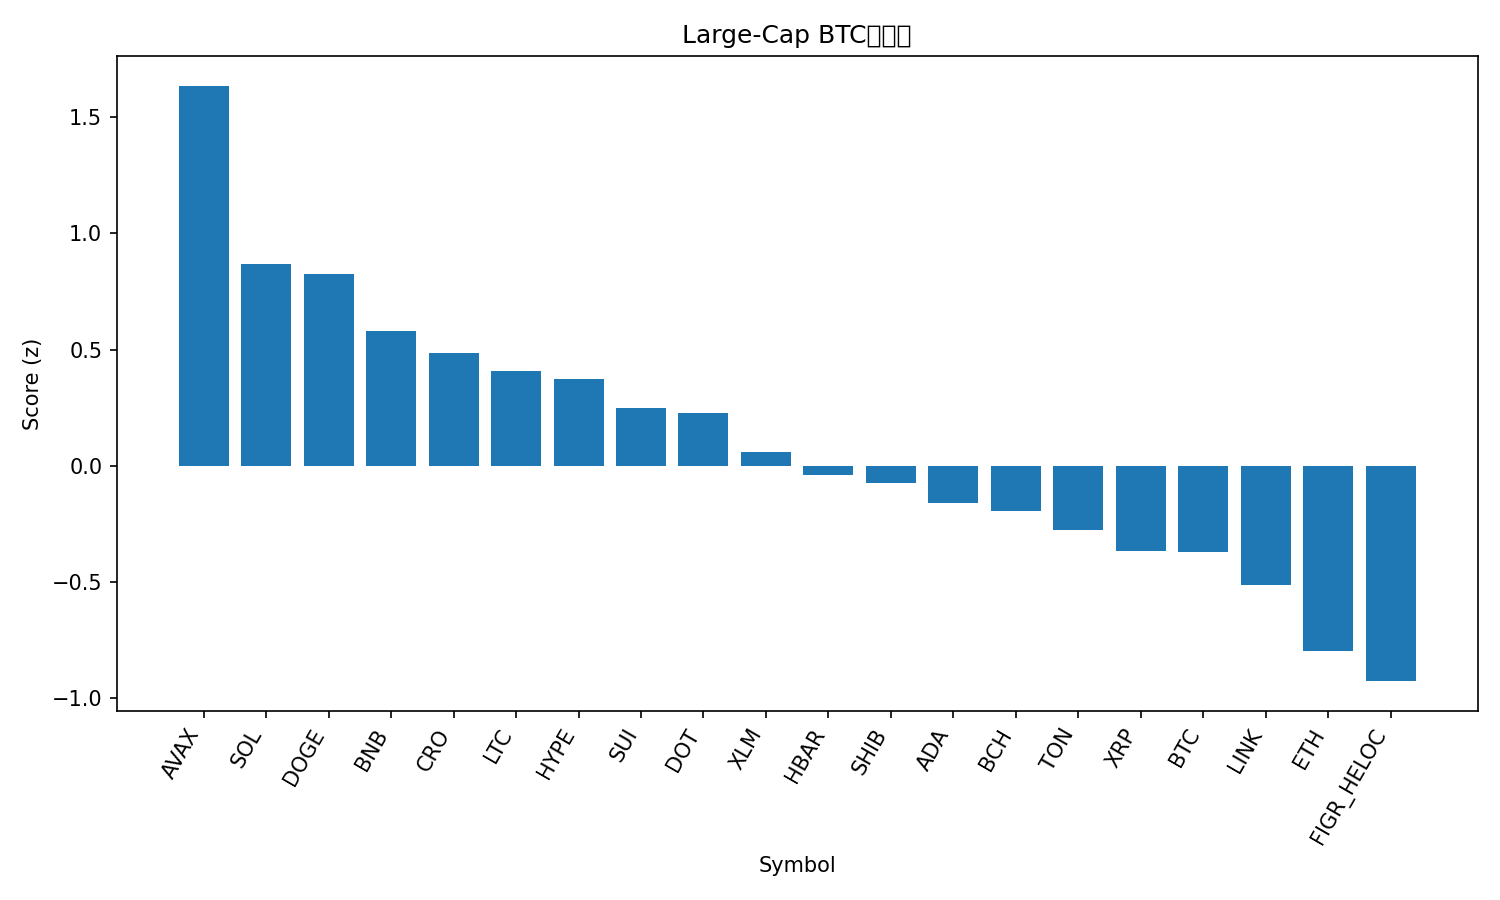 Large-Cap BTC
1.5
1.0
0.5
0.0
−0.5
−1.0
Score (z)
AVAX
SOL
DOGE
BNB
CRO
LTC
HYPE
SUI
DOT
XLM
HBAR
SHIB
ADA
BCH
TON
XRP
BTC
LINK
ETH
FIGR_HELOC
Symbol